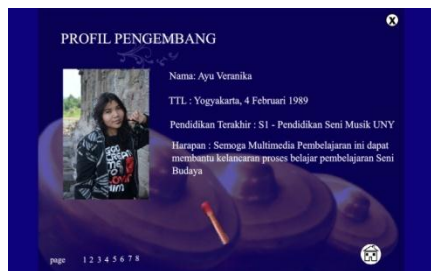 X
PROFIL PENGEMBANG
Nama: Ayu Veranika
TTL : Yogyakarta, 4 Februari 1989
Pendidikan Terakhir : S1 - Pendidikan Seni Musik UNY
Harapan : Semoga Multimedia Pembelajaran ini dapat
membantu kelancaran proses belajar pembelajaran Seni
Budaya
page 1 2 3 4 5 6 7 8